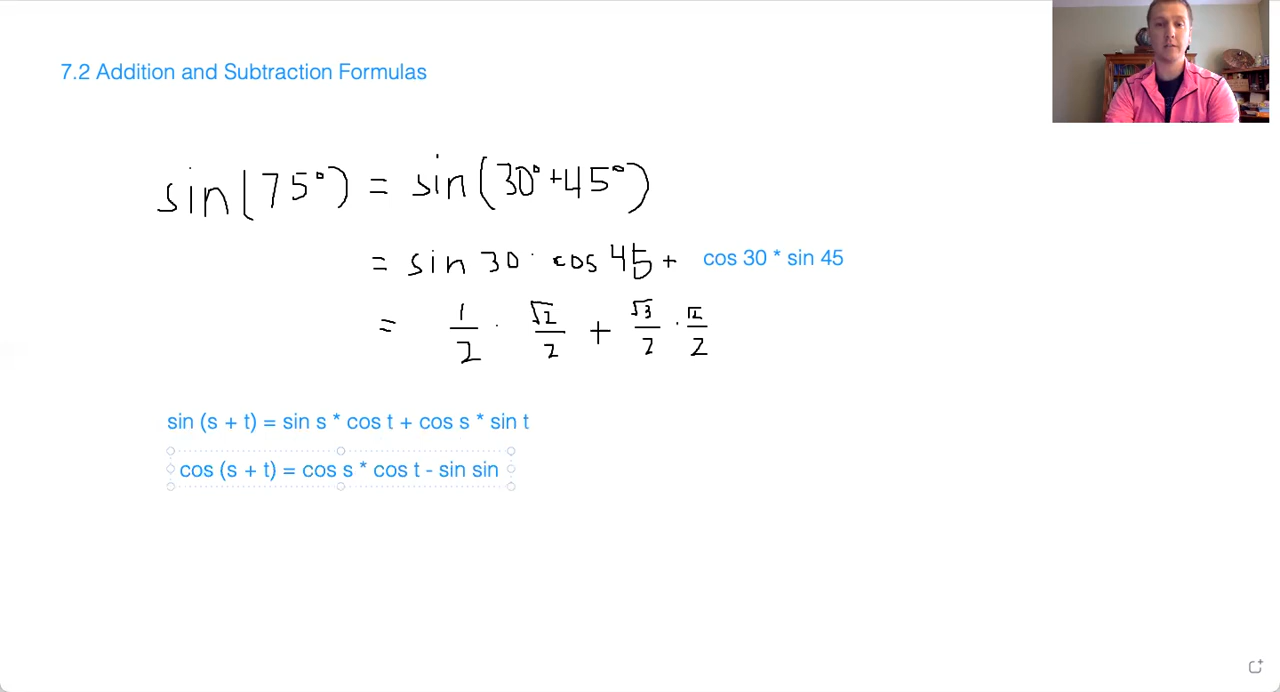 7.2 Addition and Subtraction Formulas
sin(75°) = sin(30°+45°)
= sin 30 · cos 45 + cos 30 * sin 45
= 1/2 · √2/2 + √3/2 · √2/2
sin (s + t) = sin s * cos t + cos s * sin t
cos (s + t) = cos s * cos t - sin sin